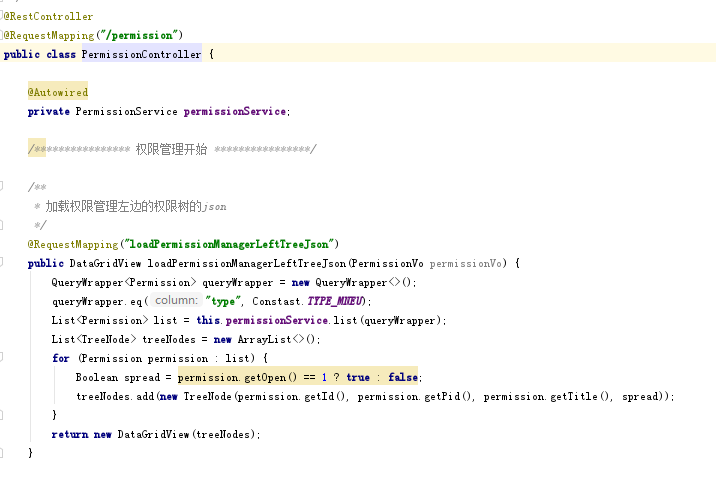 @RestController
@RequestMapping("/permission")
public class PermissionController {
@Autowired
private PermissionService permissionService;
/**************** 权限管理开始 ****************/
/**
* 加载权限管理左边的权限树的json
*/
@RequestMapping("loadPermissionManagerLeftTreeJson")
public DataGridView loadPermissionManagerLeftTreeJson(PermissionVo permissionVo) {
QueryWrapper<Permission> queryWrapper = new QueryWrapper<>();
queryWrapper.eq( column: "type", Constast.TYPE_MNEU);
List<Permission> list = this.permissionService.list(queryWrapper);
List<TreeNode> treeNodes = new ArrayList<>();
for (Permission permission : list) {
Boolean spread = permission.getOpen() == 1 ? true : false;
treeNodes.add(new TreeNode(permission.getId(), permission.getPid(), permission.getTitle(), spread));
}
return new DataGridView(treeNodes);
}